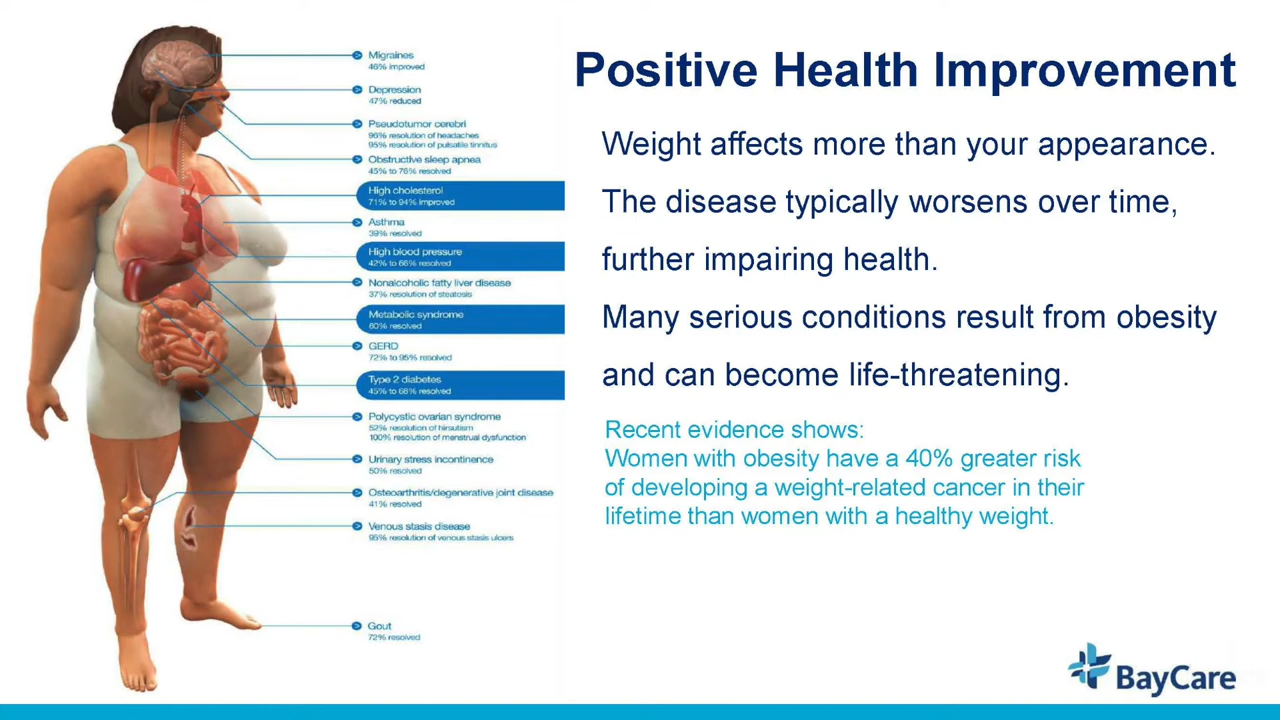 Positive Health Improvement
Weight affects more than your appearance.
The disease typically worsens over time,
further impairing health.
Many serious conditions result from obesity
and can become life-threatening.
Recent evidence shows:
Women with obesity have a 40% greater risk
of developing a weight-related cancer in their
lifetime than women with a healthy weight.
Migraines
46% improved
Depression
47% reduced
Pseudotumor cerebri
96% resolution of headaches
95% resolution of pulsatile tinnitus
Obstructive sleep apnea
45% to 76% resolved
High cholesterol
71% to 94% improved
Asthma
39% resolved
High blood pressure
42% to 66% resolved
Nonalcoholic fatty liver disease
37% resolution of steatosis
Metabolic syndrome
80% resolved
GERD
72% to 95% resolved
Type 2 diabetes
45% to 68% resolved
Polycystic ovarian syndrome
52% resolution of hirsutism
100% resolution of menstrual dysfunction
Urinary stress incontinence
50% resolved
Osteoarthritis/degenerative joint disease
41% resolved
Venous stasis disease
95% resolution of venous stasis ulcers
Gout
72% resolved
BayCare